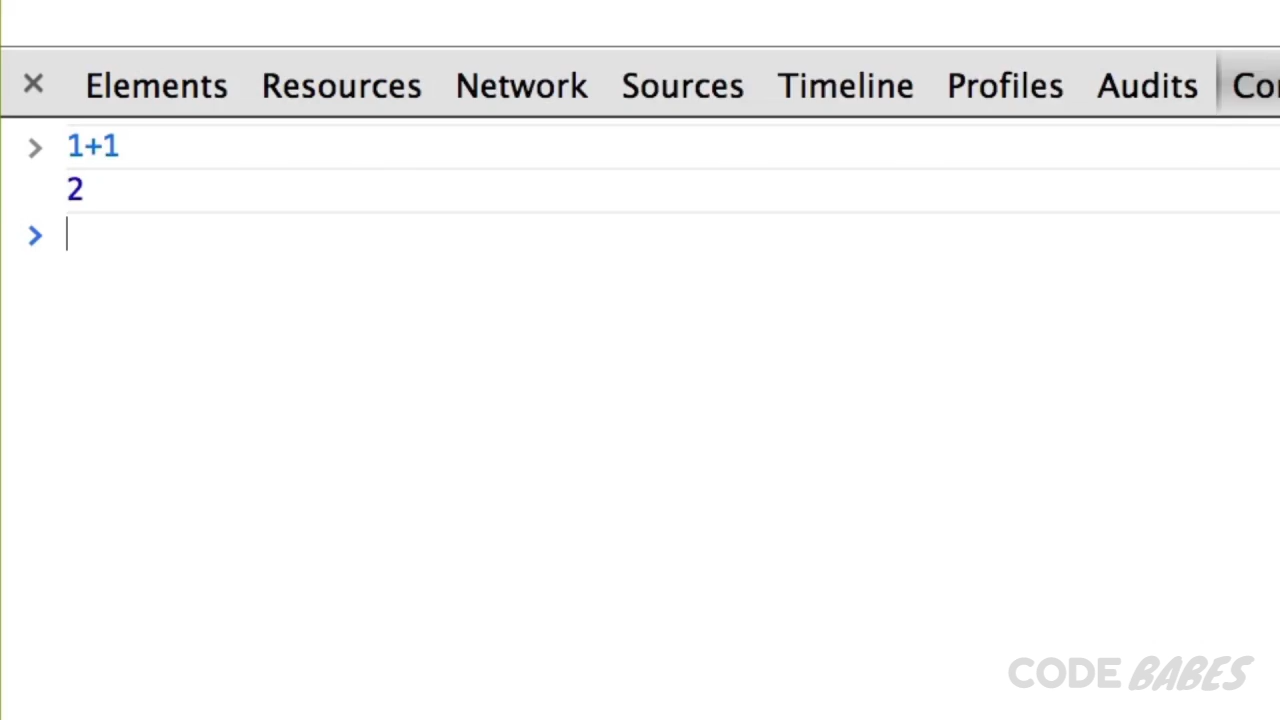 × Elements Resources Network Sources Timeline Profiles Audits
> 1+1
2
>
CODE BABES